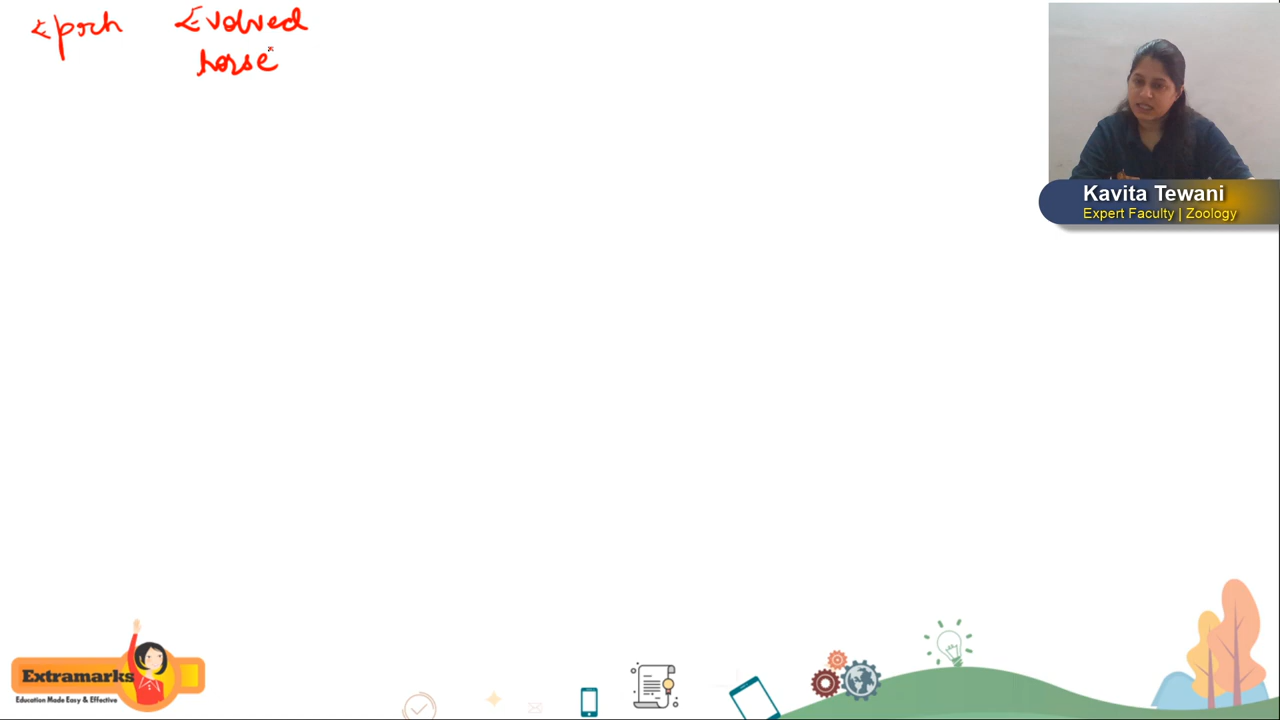 Epoch Evolved
horse
Kavita Tewani
Expert Faculty | Zoology
Extramarks
Education Made Easy & Effective